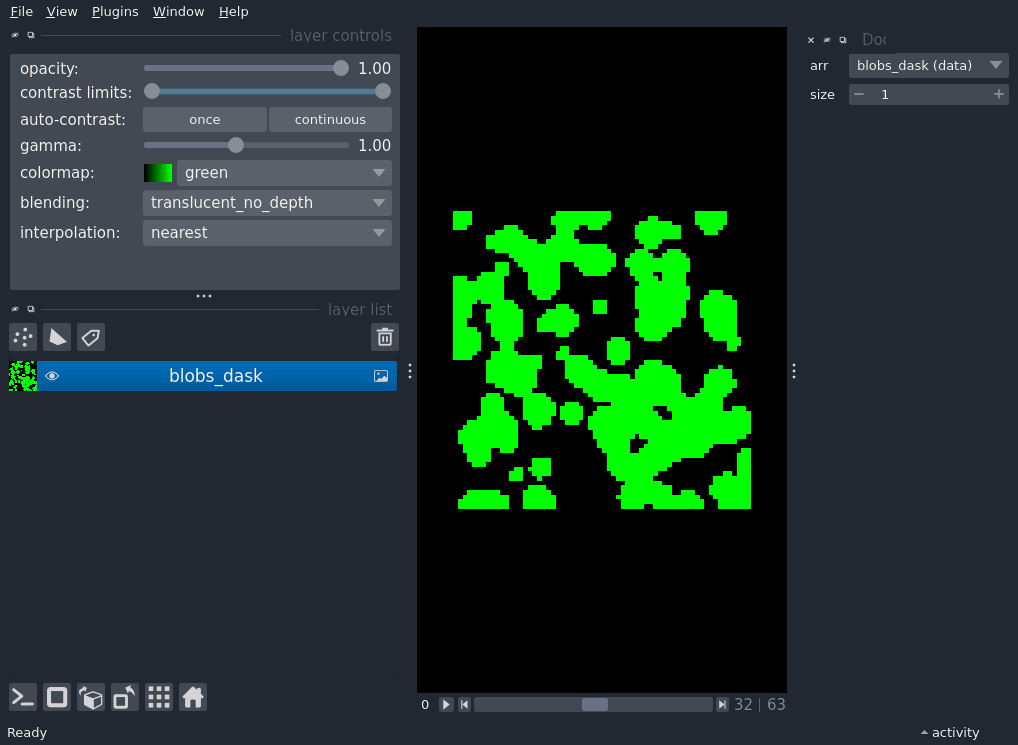 File View Plugins Window Help
layer controls
opacity: 1.00
contrast limits:
auto-contrast: once continuous
gamma: 1.00
colormap: green
blending: translucent_no_depth
interpolation: nearest
layer list
blobs_dask
0 32 | 63
Ready
arr blobs_dask (data)
size 1
activity